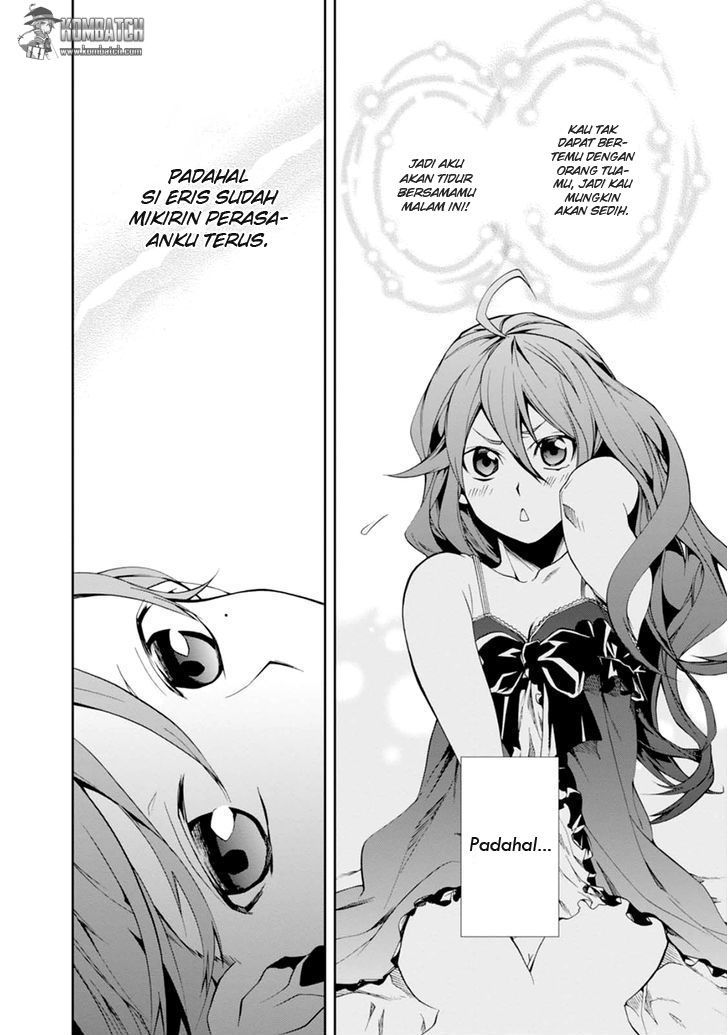 KOMBATCH
www.kombatch.com
KAU TAK
DAPAT BER-
TEMU DENGAN
ORANG TUA-
MU, JADI KAU
MUNGKIN
AKAN SEDIH.
JADI AKU
AKAN TIDUR
BERSAMAMU
MALAM INI!
Padahal...
PADAHAL
SI ERIS SUDAH
MIKIRIN PERASA-
ANKU TERUS.